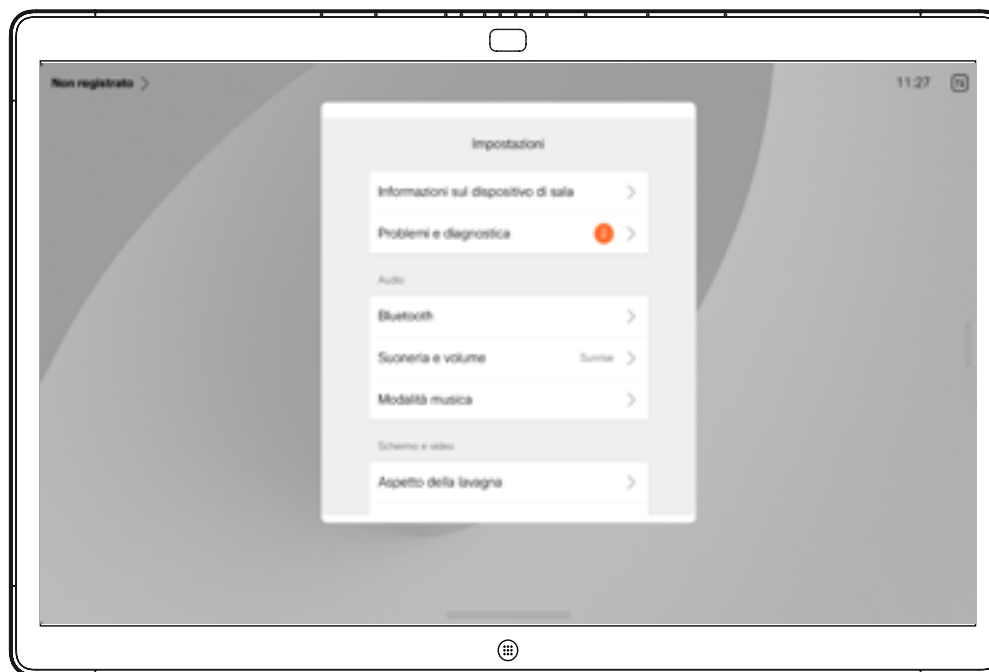 Non registrato
11:27
Impostazioni
Informazioni sul dispositivo di sala
Problemi e diagnostica 2
Audio
Bluetooth
Suoneria e volume Sunrise
Modalità musica
Schermo e video
Aspetto della lavagna